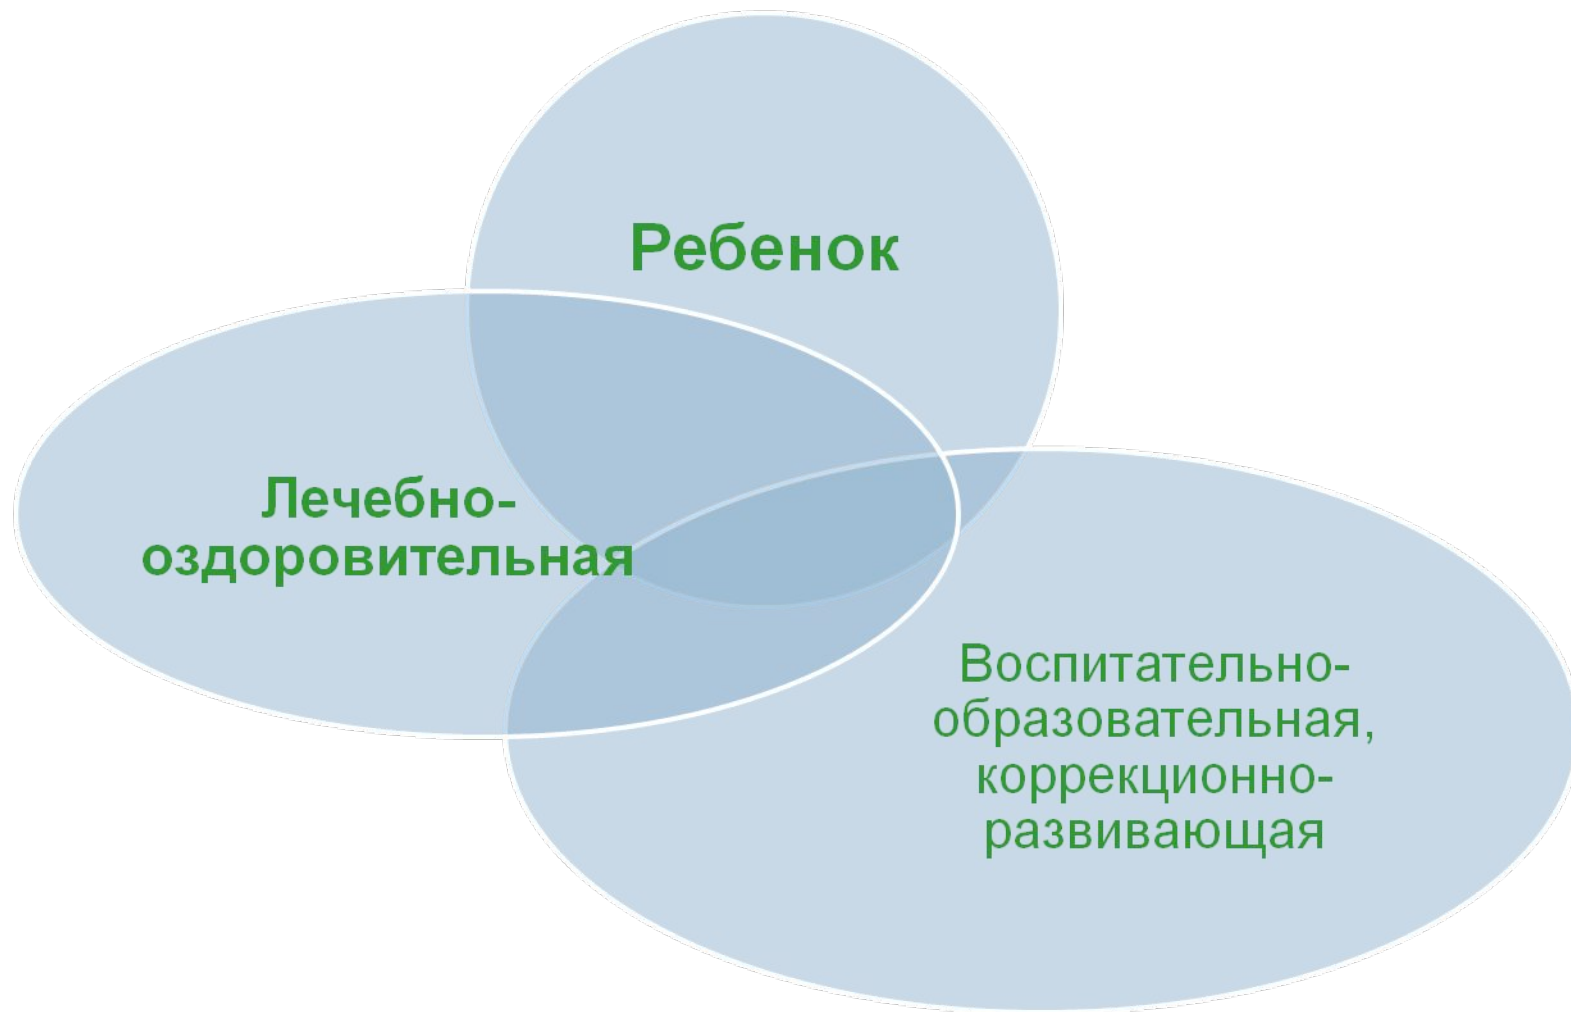 Ребенок
Лечебно-
оздоровительная
Воспитательно-
образовательная,
коррекционно-
развивающая